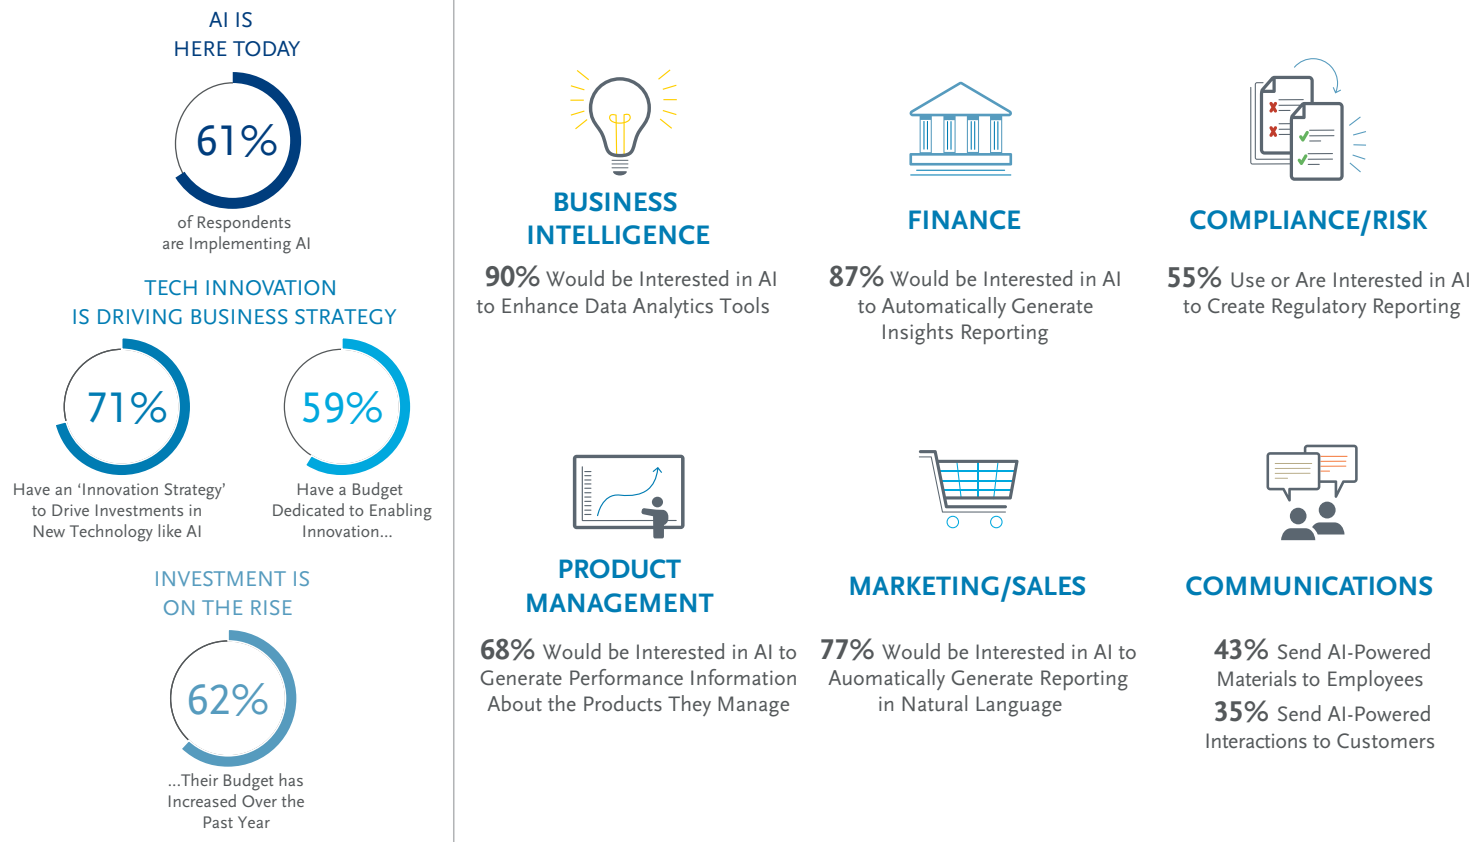 AI IS
HERE TODAY
61%
of Respondents
are Implementing AI
TECH INNOVATION
IS DRIVING BUSINESS STRATEGY
71%
Have an ‘Innovation Strategy’
to Drive Investments in
New Technology like AI
59%
Have a Budget
Dedicated to Enabling
Innovation...
INVESTMENT IS
ON THE RISE
62%
...Their Budget has
Increased Over the
Past Year
BUSINESS
INTELLIGENCE
90% Would be Interested in AI
to Enhance Data Analytics Tools
FINANCE
87% Would be Interested in AI
to Automatically Generate
Insights Reporting
COMPLIANCE/RISK
55% Use or Are Interested in AI
to Create Regulatory Reporting
PRODUCT
MANAGEMENT
68% Would be Interested in AI to
Generate Performance Information
About the Products They Manage
MARKETING/SALES
77% Would be Interested in AI to
Auomatically Generate Reporting
in Natural Language
COMMUNICATIONS
43% Send AI-Powered
Materials to Employees
35% Send AI-Powered
Interactions to Customers